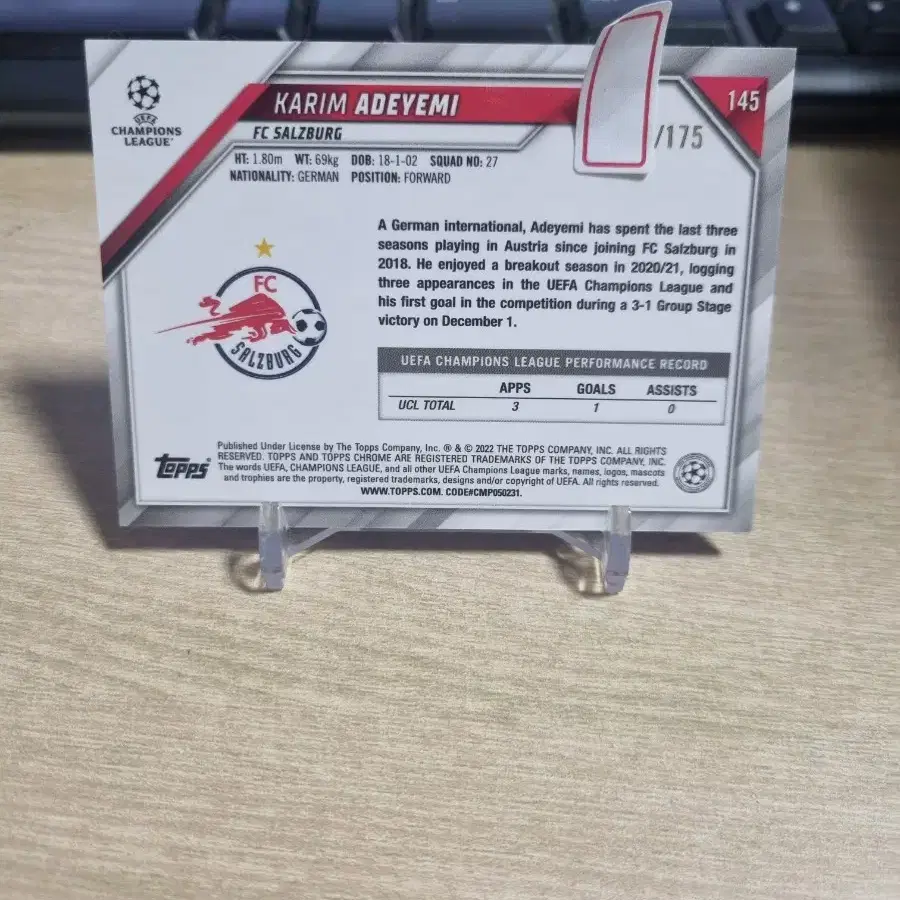 UEFA
CHAMPIONS
LEAGUE
KARIM ADEYEMI
145
FC SALZBURG
/175
HT: 1.80m WT: 69kg DOB: 18-1-02 SQUAD NO: 27
NATIONALITY: GERMAN POSITION: FORWARD
A German international, Adeyemi has spent the last three
seasons playing in Austria since joining FC Salzburg in
2018. He enjoyed a breakout season in 2020/21, logging
three appearances in the UEFA Champions League and
his first goal in the competition during a 3-1 Group Stage
victory on December 1.
FC
SALZBURG
UEFA CHAMPIONS LEAGUE PERFORMANCE RECORD
APPS GOALS ASSISTS
UCL TOTAL 3 1 0
Topps
Published Under License by The Topps Company, Inc. ® & © 2022 THE TOPPS COMPANY, INC. ALL RIGHTS
RESERVED. TOPPS AND TOPPS CHROME ARE REGISTERED TRADEMARKS OF THE TOPPS COMPANY, INC.
The words UEFA, CHAMPIONS LEAGUE, and all other UEFA Champions League marks, names, logos, mascots
and trophies are the property, registered trademarks, designs and/or copyright of UEFA. All rights reserved.
WWW.TOPPS.COM. CODE#CMP050231.